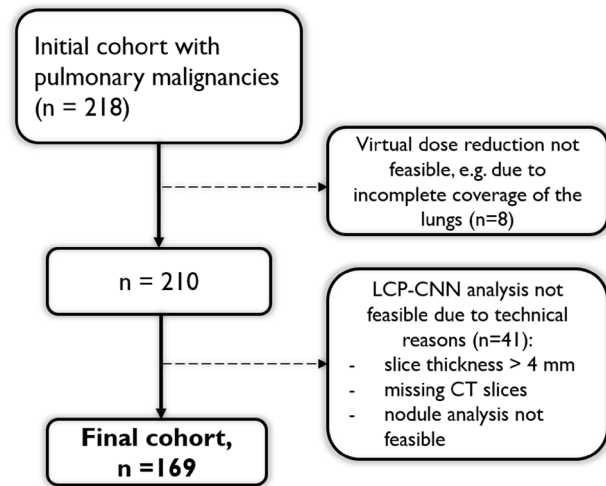 Initial cohort with
pulmonary malignancies
(n = 218)
Virtual dose reduction not
feasible, e.g. due to
incomplete coverage of the
lungs (n=8)
n = 210
LCP-CNN analysis not
feasible due to technical
reasons (n=41):
- slice thickness > 4 mm
- missing CT slices
- nodule analysis not
feasible
Final cohort,
n =169